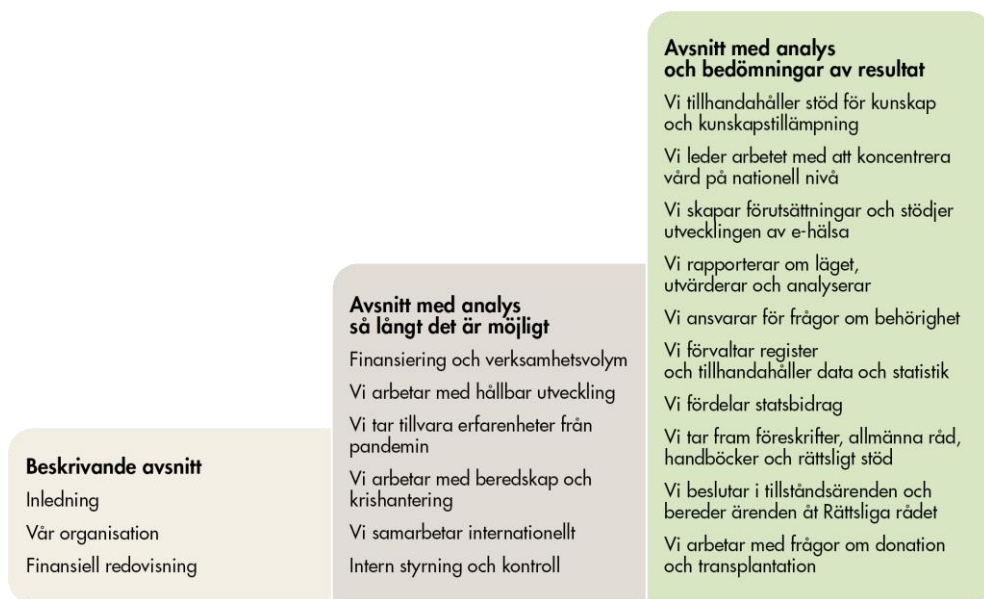 Beskrivande avsnitt
Inledning
Vår organisation
Finansiell redovisning
Avsnitt med analys
så långt det är möjligt
Finansiering och verksamhetsvolym
Vi arbetar med hållbar utveckling
Vi tar tillvara erfarenheter från
pandemin
Vi arbetar med beredskap och
krishantering
Vi samarbetar internationellt
Intern styrning och kontroll
Avsnitt med analys
och bedömningar av resultat
Vi tillhandahåller stöd för kunskap
och kunskapstillämpning
Vi leder arbetet med att koncentrera
vård på nationell nivå
Vi skapar förutsättningar och stödjer
utvecklingen av e-hälsa
Vi rapporterar om läget,
utvärderar och analyserar
Vi ansvarar för frågor om behörighet
Vi förvaltar register
och tillhandahåller data och statistik
Vi fördelar statsbidrag
Vi tar fram föreskrifter, allmänna råd,
handböcker och rättsligt stöd
Vi beslutar i tillståndsärenden och
bereder ärenden åt Rättsliga rådet
Vi arbetar med frågor om donation
och transplantation